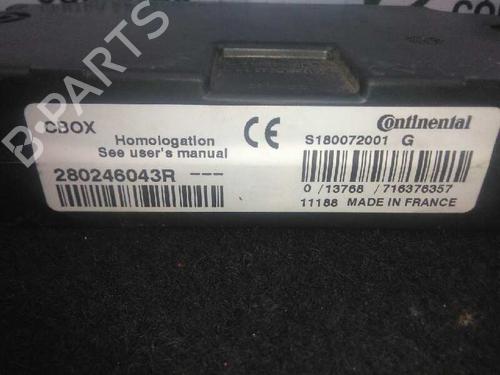 B-PARTS
CBOX
Homologation
See user's manual
CE
Continental
S180072001 G
280246043R ---
0 /13768 /716376357
11188 MADE IN FRANCE